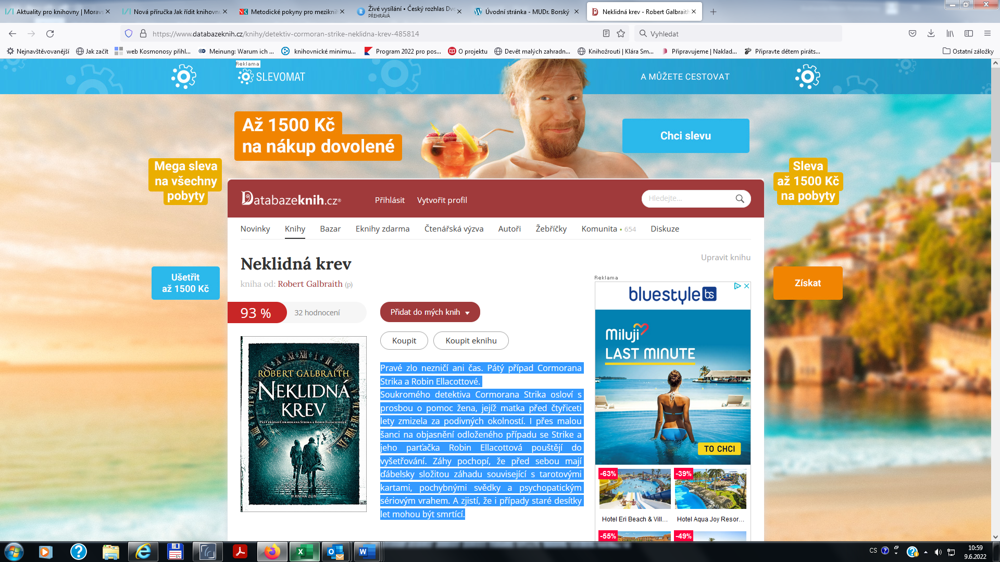 Aktuality pro knihovny | Moravs
Nová příručka Jak řídit knihovnu
Metodické pokyny pro mezikni
Živé vysílání • Český rozhlas Dvo
PŘEHRÁVÁ
Úvodní stránka - MUDr. Borský
Neklidná krev - Robert Galbraith
https://www.databazeknih.cz/knihy/detektiv-cormoran-strike-neklidna-krev-485814
Vyhledat
Nejnavštěvovanější
Jak začít
web Kosmonosy přihl...
Meinung: Warum ich ...
knihovnické minimu...
Program 2022 pro pos...
O projektu
Devět malých zahradn...
Knihožrouti | Klára Sm...
Připravujeme | Naklad...
Připravte dětem piráts...
Ostatní záložky
Reklama
SLEVOMAT
A MŮŽETE CESTOVAT
Až 1500 Kč
na nákup dovolené
Chci slevu
Mega sleva
na všechny
pobyty
Sleva
až 1500 Kč
na pobyty
Databazeknih.cz®
Přihlásit
Vytvořit profil
Hledejte...
Novinky
Knihy
Bazar
Eknihy zdarma
Čtenářská výzva
Autoři
Žebříčky
Komunita • 654
Diskuze
Neklidná krev
Upravit knihu
kniha od: Robert Galbraith (p)
Ušetřit
až 1500 Kč
Získat
Reklama
bluestyle bs
93 %
32 hodnocení
Přidat do mých knih
Koupit
Koupit eknihu
Miluji
LAST MINUTE
TO CHCI
ROBERT GALBRAITH
NEKLIDNÁ
KREV
PÁTÝ PŘÍPAD CORMORANA STRIKA A ROBIN ELLACOTTOVÉ
KNIHA ZLIN
Pravé zlo nezničí ani čas. Pátý případ Cormorana
Strika a Robin Ellacottové.
Soukromého detektiva Cormorana Strika osloví s
prosbou o pomoc žena, jejíž matka před čtyřiceti
lety zmizela za podivných okolností. I přes malou
šanci na objasnění odloženého případu se Strike a
jeho parťačka Robin Ellacottová pouštějí do
vyšetřování. Záhy pochopí, že před sebou mají
ďábelsky složitou záhadu související s tarotovými
kartami, pochybnými svědky a psychopatickým
sériovým vrahem. A zjistí, že i případy staré desítky
let mohou být smrtící.
-63%
-39%
Hotel Eri Beach & Vill...
Hotel Aqua Joy Resor...
-55%
-49%
CS
10:59
9.6.2022